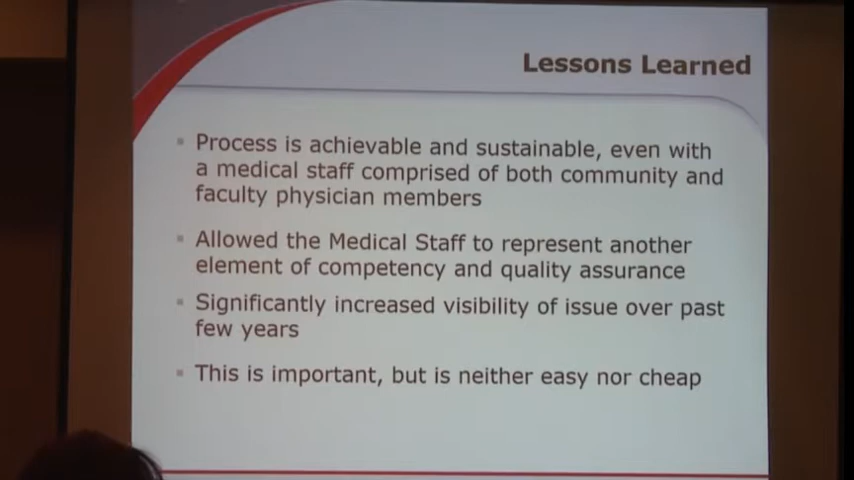 Lessons Learned
Process is achievable and sustainable, even with
a medical staff comprised of both community and
faculty physician members
Allowed the Medical Staff to represent another
element of competency and quality assurance
Significantly increased visibility of issue over past
few years
This is important, but is neither easy nor cheap